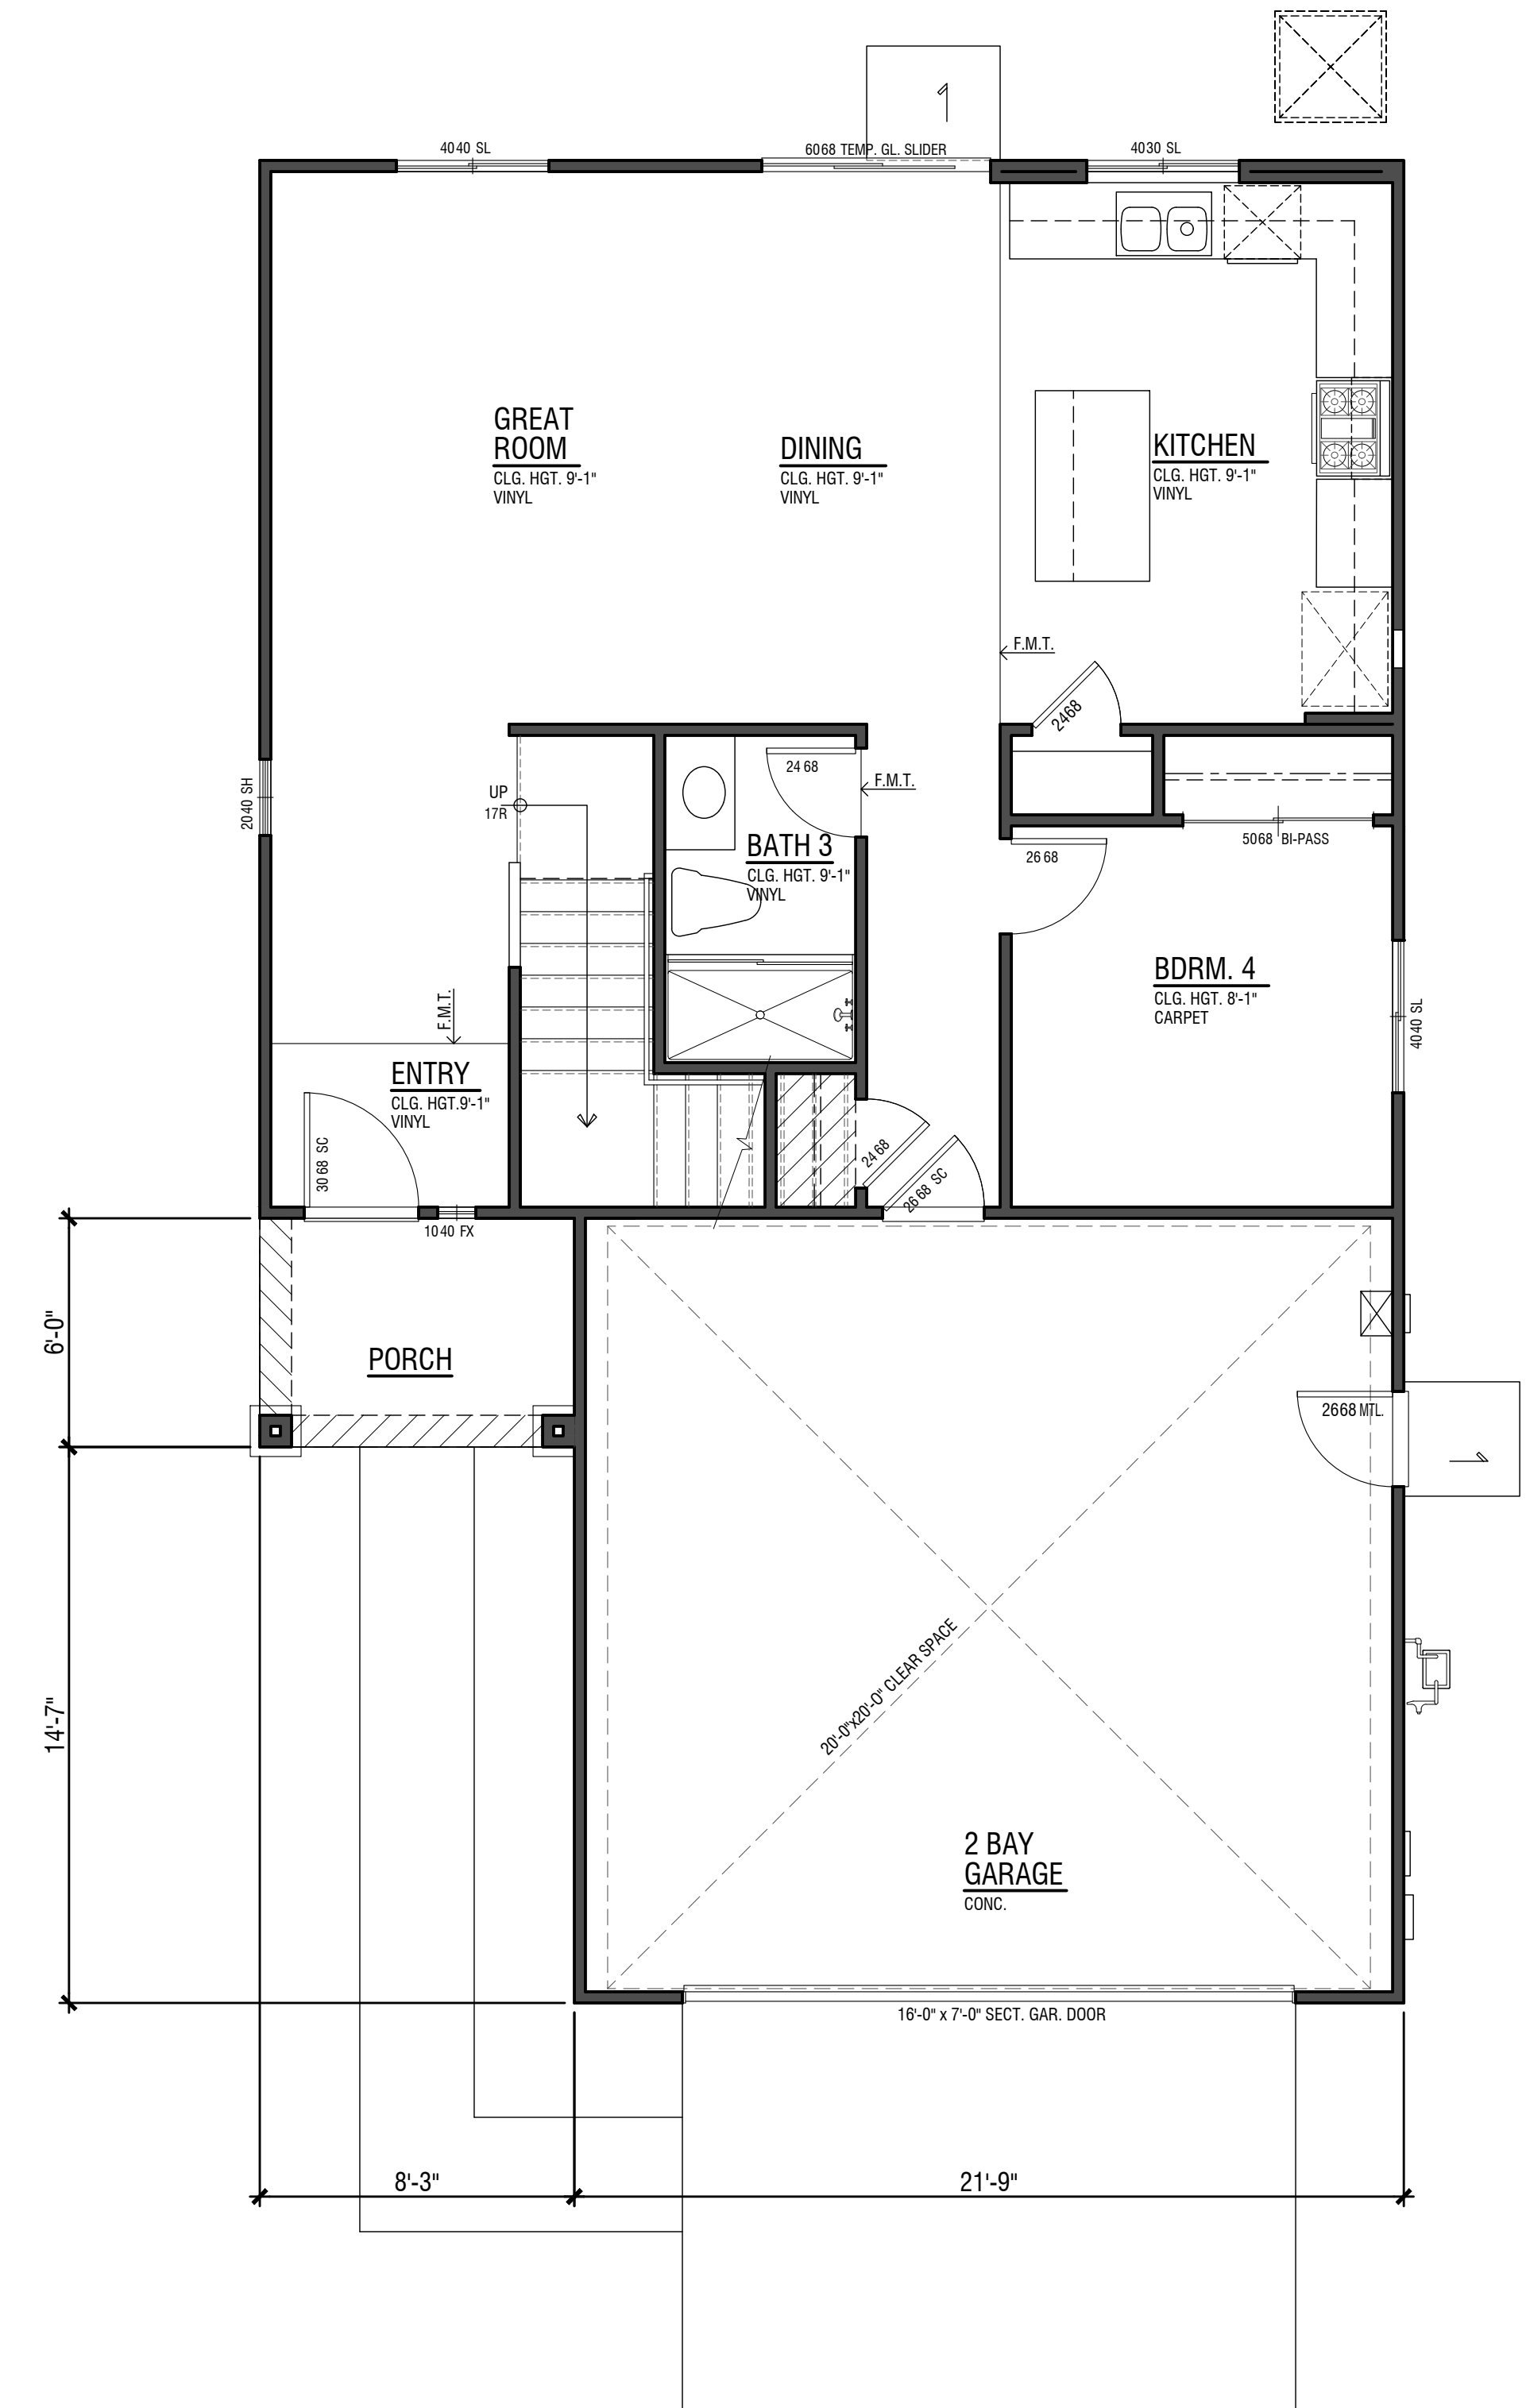 1
4040 SL
6068 TEMP. GL. SLIDER
4030 SL
GREAT
ROOM
CLG. HGT. 9'-1"
VINYL
DINING
CLG. HGT. 9'-1"
VINYL
KITCHEN
CLG. HGT. 9'-1"
VINYL
F.M.T.
2468
2040 SH
UP
17R
2468
F.M.T.
BATH 3
CLG. HGT. 9'-1"
VINYL
5068 BI-PASS
2668
BDRM. 4
CLG. HGT. 8'-1"
CARPET
4040 SL
F.M.T.
ENTRY
CLG. HGT.9'-1"
VINYL
3068 SC
2468
2668 SC
1040 FX
6'-0"
PORCH
2668 MTL.
1
14'-7"
20'-0"x20'-0" CLEAR SPACE
2 BAY
GARAGE
CONC.
16'-0" x 7'-0" SECT. GAR. DOOR
8'-3"
21'-9"